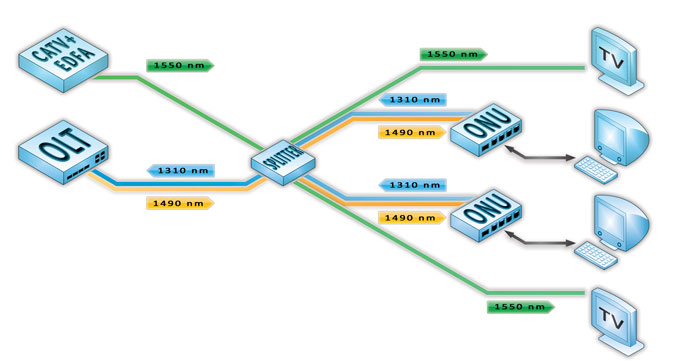 CATV+
EDFA
1550 nm
1550 nm
TV
1310 nm
1490 nm
ONU
OLT
SPLITTER
1310 nm
1490 nm
1310 nm
1490 nm
ONU
1550 nm
TV